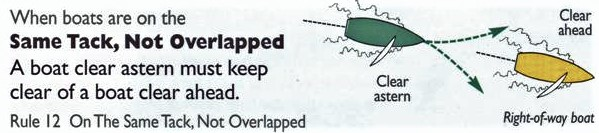 When boats are on the
Same Tack, Not Overlapped
A boat clear astern must keep
clear of a boat clear ahead.
Rule 12 On The Same Tack, Not Overlapped
Clear
astern
Clear
ahead
Right-of-way boat